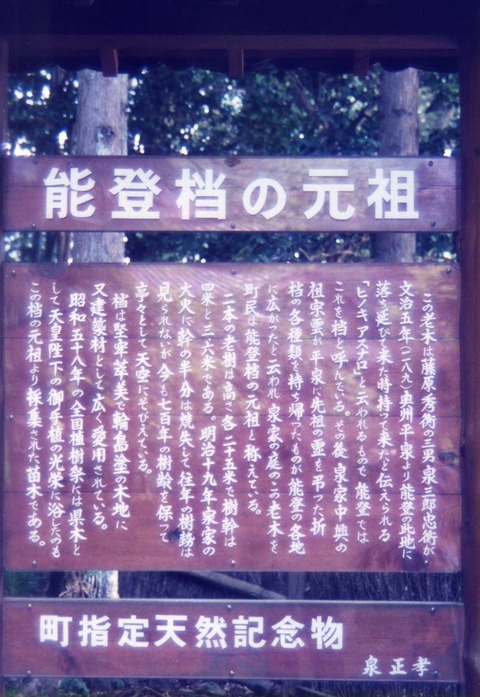 能登档の元祖
この老木は藤原秀衡三男泉三郎忠衡が、
文治五年(一一八九)奥州平家より能登の此地に
落ち延びて来た時持って来たと伝えられる
「ヒノキアスナロ」と云われるもので能登では
これを档と呼んでいる。その後泉家中興の
祖宗雲が平泉に先祖の霊を弔った折
档の各種類を持ち帰ったものが能登の各地
に広がったと云われ泉家の庭のこの老木を
町民は能登档の元祖と称えている。
二本の老樹は高さ各二十五米で樹幹は
四米と三、六米である。明治十九年泉家の
大火に幹の半分は焼失して往年の樹勢は
見られないが今も七百年の樹齢を保って
亭々として天空にそびえている。
档は堅牢萃美で輪島塗の木地に
又建築材として広く愛用されている。
昭和五十八年の全国植樹祭には県木と
して天皇陛下の御手植の光栄に浴したのも
この档の元祖より採集された苗木である。
町指定天然記念物
泉正孝